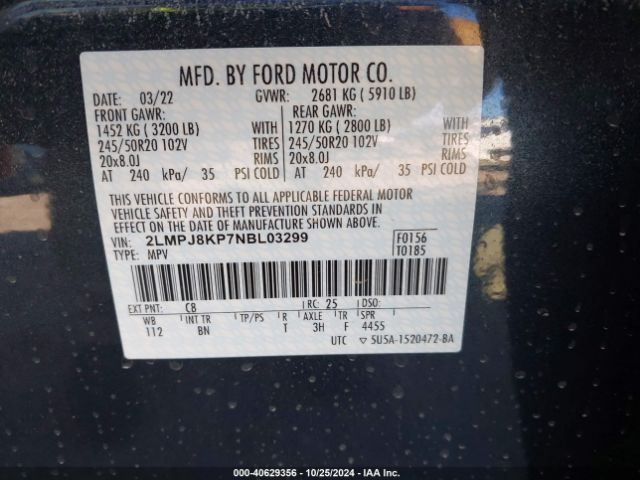 MFD. BY FORD MOTOR CO.
DATE: 03/22 GVWR: 2681 KG ( 5910 LB)
FRONT GAWR: REAR GAWR:
1452 KG ( 3200 LB) WITH 1270 KG ( 2800 LB) WITH
245/50R20 102V TIRES 245/50R20 102V TIRES
20x8.0J RIMS 20x8.0J RIMS
AT 240 kPa/ 35 PSI COLD AT 240 kPa/ 35 PSI COLD
THIS VEHICLE CONFORMS TO ALL APPLICABLE FEDERAL MOTOR
VEHICLE SAFETY AND THEFT PREVENTION STANDARDS IN
EFFECT ON THE DATE OF MANUFACTURE SHOWN ABOVE.
VIN: 2LMPJ8KP7NBL03299 F0156
TYPE: MPV T0185
EXT PNT: C8 RC: 25 DSO:
WB INT TR TP/PS R AXLE TR SPR
112 BN T 3H F 4455
UTC ▽ 5U5A-1520472-BA
000-40629356 • 10/25/2024 • IAA Inc.